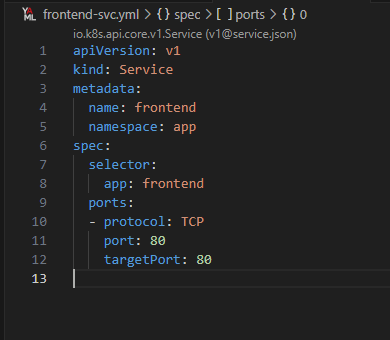 YAML frontend-svc.yml > {} spec > [ ] ports > {} 0
io.k8s.api.core.v1.Service (v1@service.json)
1 apiVersion: v1
2 kind: Service
3 metadata:
4   name: frontend
5   namespace: app
6 spec:
7   selector:
8     app: frontend
9   ports:
10   - protocol: TCP
11     port: 80
12     targetPort: 80
13